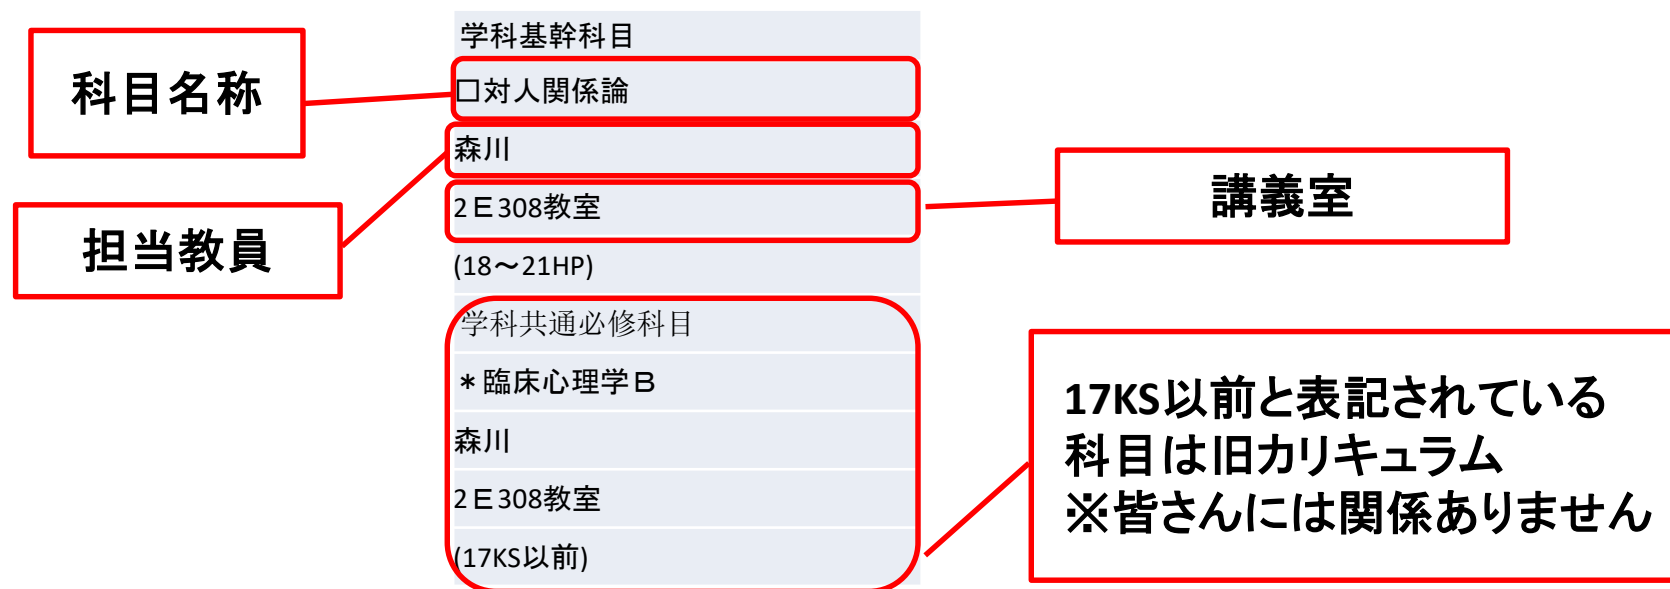 科目名称
担当教員
学科基幹科目
□対人関係論
森川
2Ｅ308教室
(18～21HP)
学科共通必修科目
＊臨床心理学Ｂ
森川
2Ｅ308教室
(17KS以前)
講義室
17KS以前と表記されている
科目は旧カリキュラム
※皆さんには関係ありません